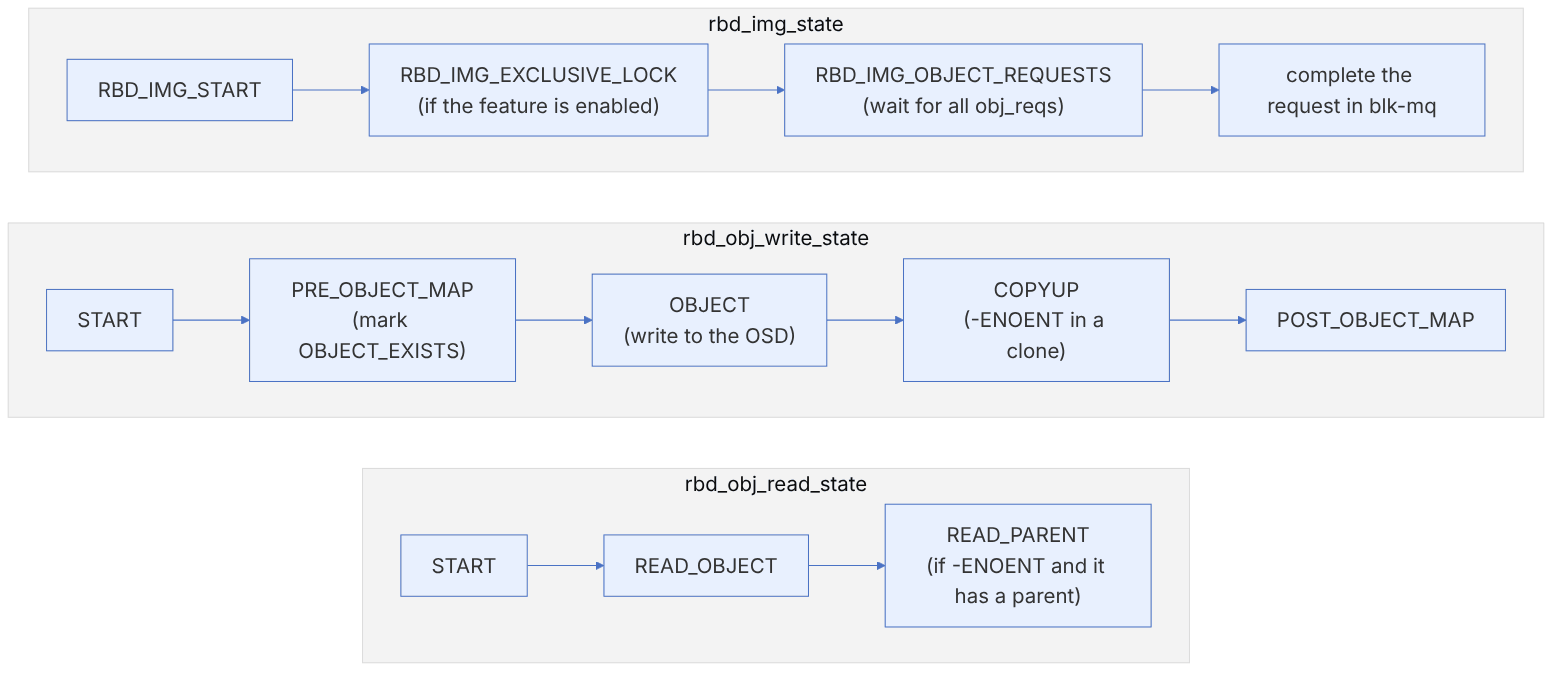 rbd_img_state
RBD_IMG_START
RBD_IMG_EXCLUSIVE_LOCK
(if the feature is enabled)
RBD_IMG_OBJECT_REQUESTS
(wait for all obj_reqs)
complete the
request in blk-mq
rbd_obj_write_state
START
PRE_OBJECT_MAP
(mark
OBJECT_EXISTS)
OBJECT
(write to the OSD)
COPYUP
(-ENOENT in a
clone)
POST_OBJECT_MAP
rbd_obj_read_state
START
READ_OBJECT
READ_PARENT
(if -ENOENT and it
has a parent)